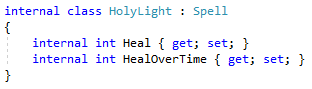 internal class HolyLight : Spell
{
    internal int Heal { get; set; }
    internal int HealOverTime { get; set; }
}